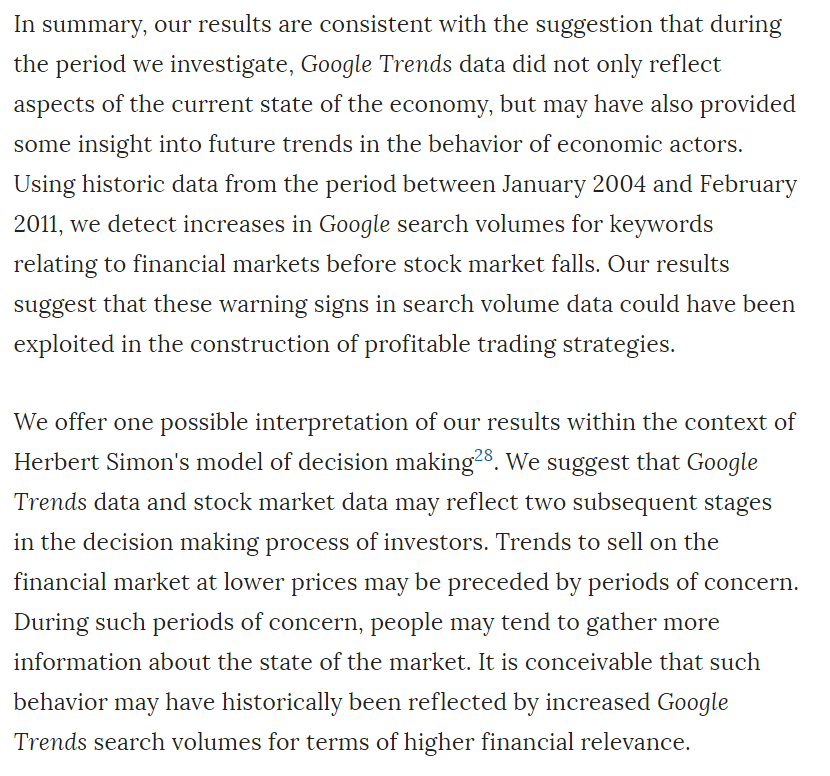 In summary, our results are consistent with the suggestion that during
the period we investigate, Google Trends data did not only reflect
aspects of the current state of the economy, but may have also provided
some insight into future trends in the behavior of economic actors.
Using historic data from the period between January 2004 and February
2011, we detect increases in Google search volumes for keywords
relating to financial markets before stock market falls. Our results
suggest that these warning signs in search volume data could have been
exploited in the construction of profitable trading strategies.
We offer one possible interpretation of our results within the context of
Herbert Simon's model of decision making28. We suggest that Google
Trends data and stock market data may reflect two subsequent stages
in the decision making process of investors. Trends to sell on the
financial market at lower prices may be preceded by periods of concern.
During such periods of concern, people may tend to gather more
information about the state of the market. It is conceivable that such
behavior may have historically been reflected by increased Google
Trends search volumes for terms of higher financial relevance.